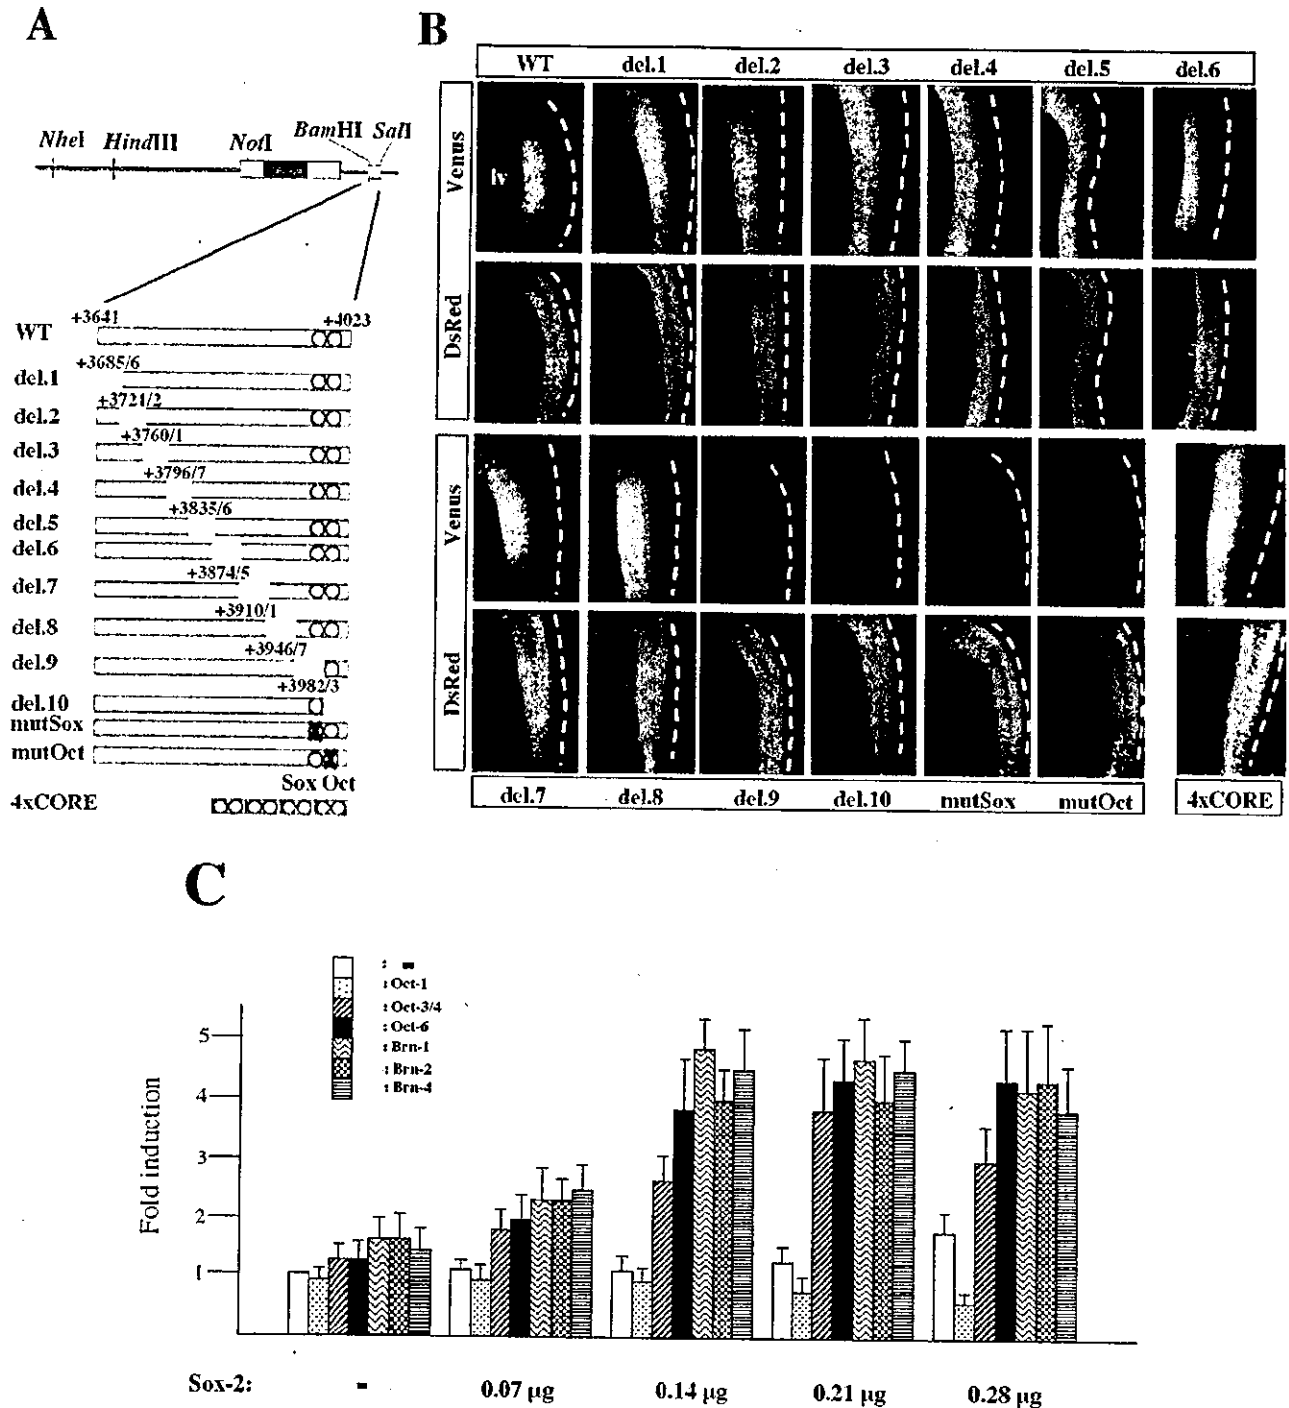 A
NheI HindIII NotI BamHI SalI
+3641 +4023
WT
+3685/6
del.1
+3721/2
del.2
+3760/1
del.3
+3796/7
del.4
+3835/6
del.5
del.6
+3874/5
del.7
+3910/1
del.8
+3946/7
del.9
+3982/3
del.10
mutSox
mutOct
Sox Oct
4xCORE
B
WT del.1 del.2 del.3 del.4 del.5 del.6
Venus
lv
DsRed
Venus
DsRed
del.7 del.8 del.9 del.10 mutSox mutOct 4xCORE
C
: -
: Oct-1
: Oct-3/4
: Oct-6
: Brn-1
: Brn-2
: Brn-4
Fold induction
5
4
3
2
1
Sox-2: - 0.07 µg 0.14 µg 0.21 µg 0.28 µg